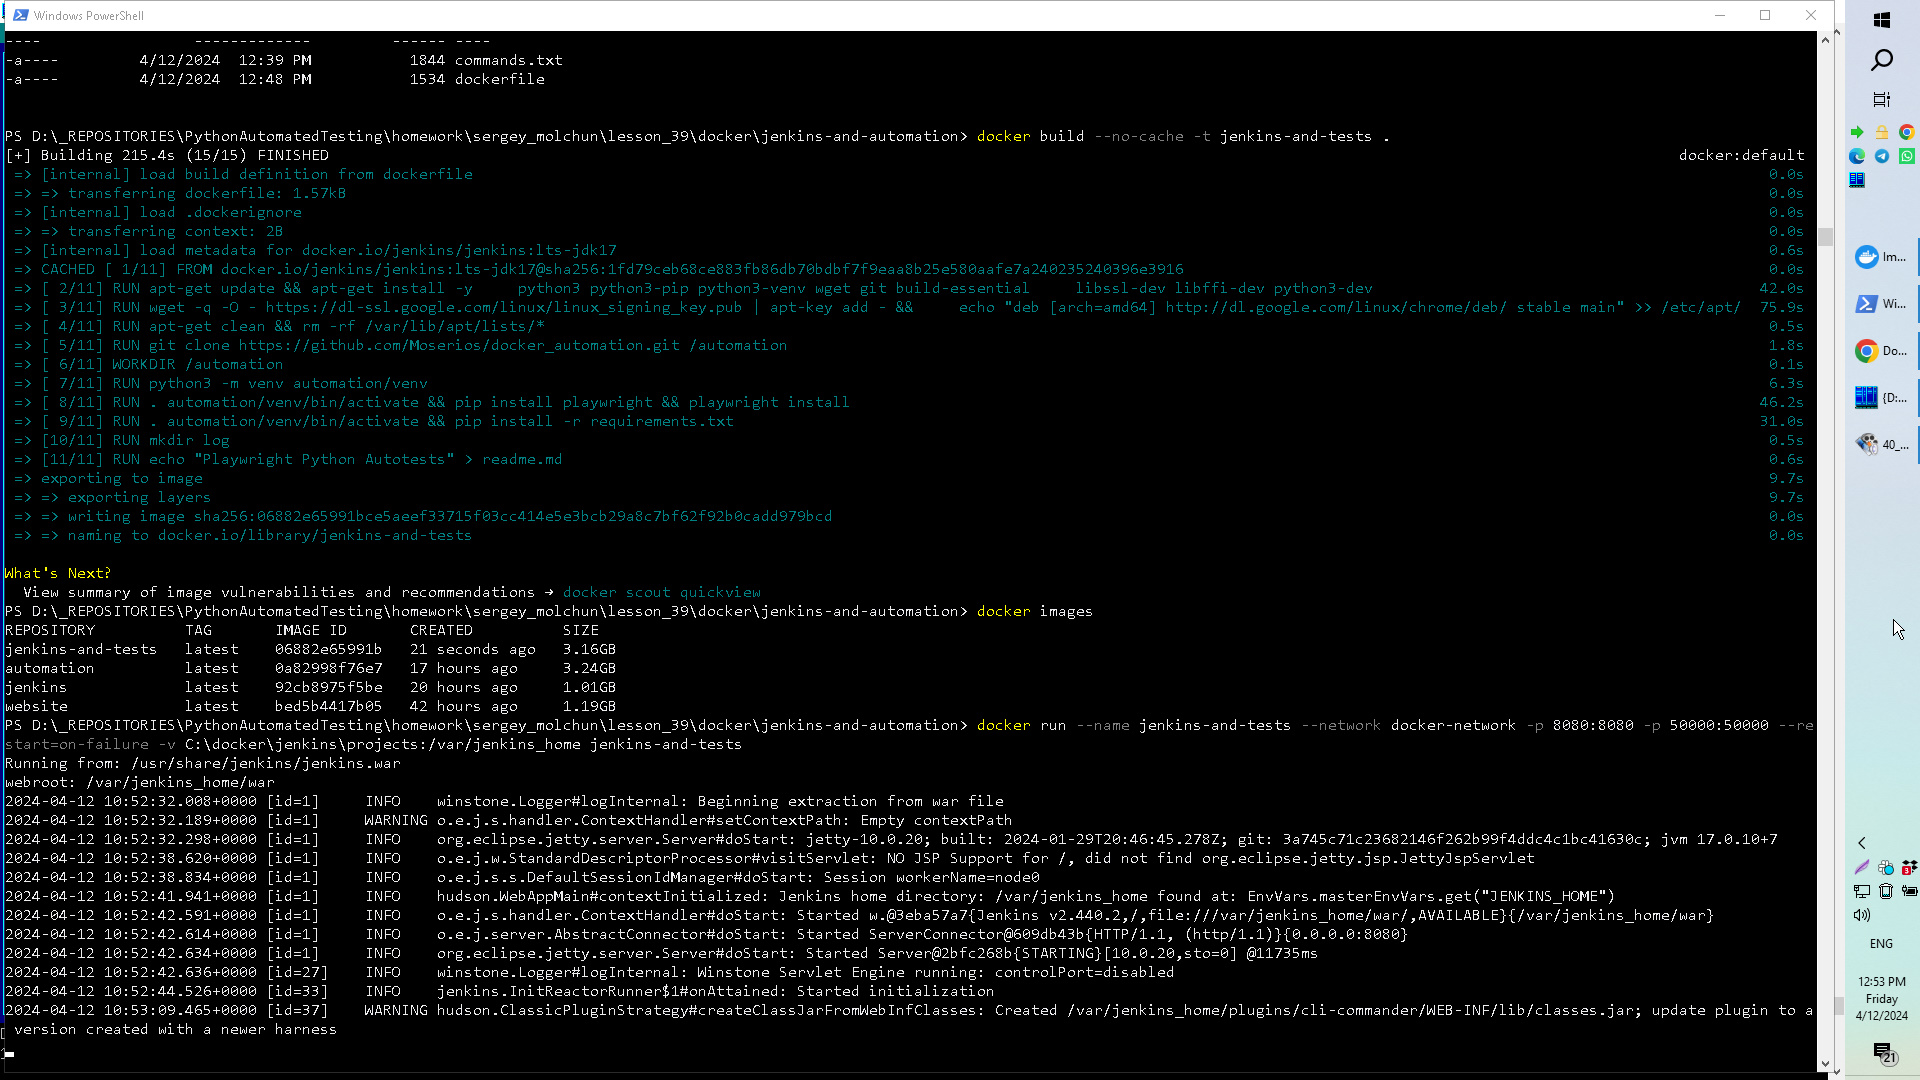 Windows PowerShell
---- ------------- ------ ----
-a---- 4/12/2024 12:39 PM 1844 commands.txt
-a---- 4/12/2024 12:48 PM 1534 dockerfile
PS D:\_REPOSITORIES\PythonAutomatedTesting\homework\sergey_molchun\lesson_39\docker\jenkins-and-automation> docker build --no-cache -t jenkins-and-tests .
[+] Building 215.4s (15/15) FINISHED docker:default
=> [internal] load build definition from dockerfile 0.0s
=> => transferring dockerfile: 1.57kB 0.0s
=> [internal] load .dockerignore 0.0s
=> => transferring context: 2B 0.0s
=> [internal] load metadata for docker.io/jenkins/jenkins:lts-jdk17 0.6s
=> CACHED [ 1/11] FROM docker.io/jenkins/jenkins:lts-jdk17@sha256:1fd79ceb68ce883fb86db70bdbf7f9eaa8b25e580aafe7a240235240396e3916 0.0s
=> [ 2/11] RUN apt-get update && apt-get install -y python3 python3-pip python3-venv wget git build-essential libssl-dev libffi-dev python3-dev 42.0s
=> [ 3/11] RUN wget -q -O - https://dl-ssl.google.com/linux/linux_signing_key.pub | apt-key add - && echo "deb [arch=amd64] http://dl.google.com/linux/chrome/deb/ stable main" >> /etc/apt/ 75.9s
=> [ 4/11] RUN apt-get clean && rm -rf /var/lib/apt/lists/* 0.5s
=> [ 5/11] RUN git clone https://github.com/Moserios/docker_automation.git /automation 1.8s
=> [ 6/11] WORKDIR /automation 0.1s
=> [ 7/11] RUN python3 -m venv automation/venv 6.3s
=> [ 8/11] RUN . automation/venv/bin/activate && pip install playwright && playwright install 46.2s
=> [ 9/11] RUN . automation/venv/bin/activate && pip install -r requirements.txt 31.0s
=> [10/11] RUN mkdir log 0.5s
=> [11/11] RUN echo "Playwright Python Autotests" > readme.md 0.6s
=> exporting to image 9.7s
=> => exporting layers 9.7s
=> => writing image sha256:06882e65991bce5aeef33715f03cc414e5e3bcb29a8c7bf62f92b0cadd979bcd 0.0s
=> => naming to docker.io/library/jenkins-and-tests 0.0s
What's Next?
View summary of image vulnerabilities and recommendations → docker scout quickview
PS D:\_REPOSITORIES\PythonAutomatedTesting\homework\sergey_molchun\lesson_39\docker\jenkins-and-automation> docker images
REPOSITORY TAG IMAGE ID CREATED SIZE
jenkins-and-tests latest 06882e65991b 21 seconds ago 3.16GB
automation latest 0a82998f76e7 17 hours ago 3.24GB
jenkins latest 92cb8975f5be 20 hours ago 1.01GB
website latest bed5b4417b05 42 hours ago 1.19GB
PS D:\_REPOSITORIES\PythonAutomatedTesting\homework\sergey_molchun\lesson_39\docker\jenkins-and-automation> docker run --name jenkins-and-tests --network docker-network -p 8080:8080 -p 50000:50000 --re
start=on-failure -v C:\docker\jenkins\projects:/var/jenkins_home jenkins-and-tests
Running from: /usr/share/jenkins/jenkins.war
webroot: /var/jenkins_home/war
2024-04-12 10:52:32.008+0000 [id=1] INFO winstone.Logger#logInternal: Beginning extraction from war file
2024-04-12 10:52:32.189+0000 [id=1] WARNING o.e.j.s.handler.ContextHandler#setContextPath: Empty contextPath
2024-04-12 10:52:32.298+0000 [id=1] INFO org.eclipse.jetty.server.Server#doStart: jetty-10.0.20; built: 2024-01-29T20:46:45.278Z; git: 3a745c71c23682146f262b99f4ddc4c1bc41630c; jvm 17.0.10+7
2024-04-12 10:52:38.620+0000 [id=1] INFO o.e.j.w.StandardDescriptorProcessor#visitServlet: NO JSP Support for /, did not find org.eclipse.jetty.jsp.JettyJspServlet
2024-04-12 10:52:38.834+0000 [id=1] INFO o.e.j.s.s.DefaultSessionIdManager#doStart: Session workerName=node0
2024-04-12 10:52:41.941+0000 [id=1] INFO hudson.WebAppMain#contextInitialized: Jenkins home directory: /var/jenkins_home found at: EnvVars.masterEnvVars.get("JENKINS_HOME")
2024-04-12 10:52:42.591+0000 [id=1] INFO o.e.j.s.handler.ContextHandler#doStart: Started w.@3eba57a7{Jenkins v2.440.2,/,file:///var/jenkins_home/war/,AVAILABLE}{/var/jenkins_home/war}
2024-04-12 10:52:42.614+0000 [id=1] INFO o.e.j.server.AbstractConnector#doStart: Started ServerConnector@609db43b{HTTP/1.1, (http/1.1)}{0.0.0.0:8080}
2024-04-12 10:52:42.634+0000 [id=1] INFO org.eclipse.jetty.server.Server#doStart: Started Server@2bfc268b{STARTING}[10.0.20,sto=0] @11735ms
2024-04-12 10:52:42.636+0000 [id=27] INFO winstone.Logger#logInternal: Winstone Servlet Engine running: controlPort=disabled
2024-04-12 10:52:44.526+0000 [id=33] INFO jenkins.InitReactorRunner$1#onAttained: Started initialization
2024-04-12 10:53:09.465+0000 [id=37] WARNING hudson.ClassicPluginStrategy#createClassJarFromWebInfClasses: Created /var/jenkins_home/plugins/cli-commander/WEB-INF/lib/classes.jar; update plugin to a
version created with a newer harness
Im...
Wi...
Do...
{D:...
40_...
3
ENG
12:53 PM
Friday
4/12/2024
21